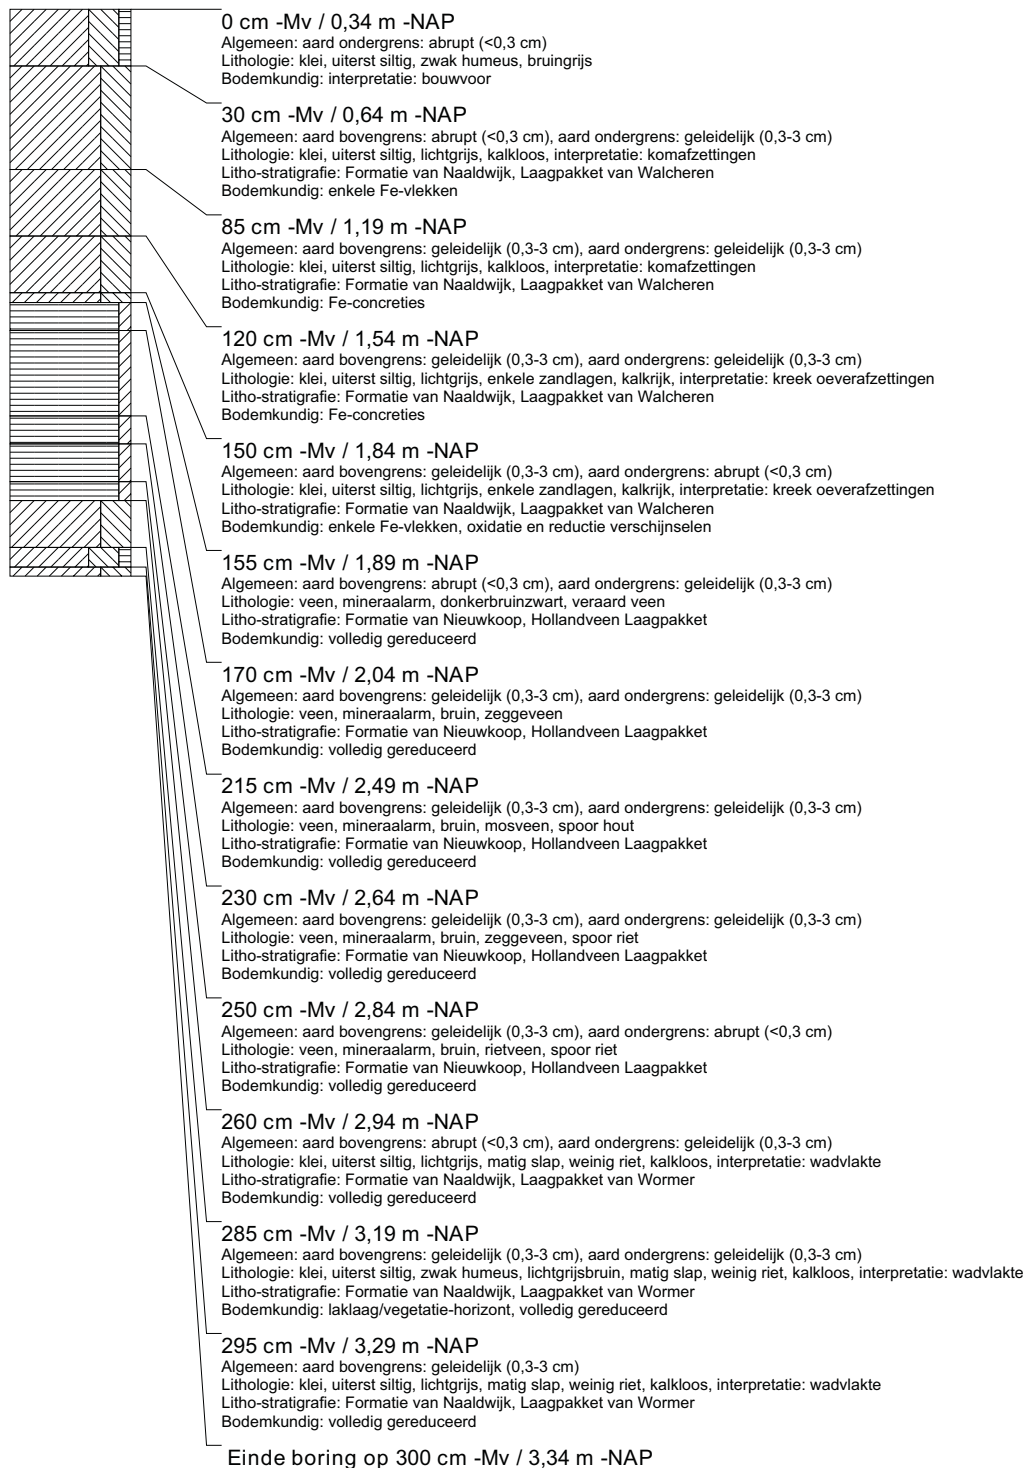 0 cm -Mv / 0,34 m -NAP
Algemeen: aard ondergrens: abrupt (<0,3 cm)
Lithologie: klei, uiterst siltig, zwak humeus, bruingrijs
Bodemkundig: interpretatie: bouwvoor
30 cm -Mv / 0,64 m -NAP
Algemeen: aard bovengrens: abrupt (<0,3 cm), aard ondergrens: geleidelijk (0,3-3 cm)
Lithologie: klei, uiterst siltig, lichtgrijs, kalkloos, interpretatie: komafzettingen
Litho-stratigrafie: Formatie van Naaldwijk, Laagpakket van Walcheren
Bodemkundig: enkele Fe-vlekken
85 cm -Mv / 1,19 m -NAP
Algemeen: aard bovengrens: geleidelijk (0,3-3 cm), aard ondergrens: geleidelijk (0,3-3 cm)
Lithologie: klei, uiterst siltig, lichtgrijs, kalkloos, interpretatie: komafzettingen
Litho-stratigrafie: Formatie van Naaldwijk, Laagpakket van Walcheren
Bodemkundig: Fe-concreties
120 cm -Mv / 1,54 m -NAP
Algemeen: aard bovengrens: geleidelijk (0,3-3 cm), aard ondergrens: geleidelijk (0,3-3 cm)
Lithologie: klei, uiterst siltig, lichtgrijs, enkele zandlagen, kalkrijk, interpretatie: kreek oeverafzettingen
Litho-stratigrafie: Formatie van Naaldwijk, Laagpakket van Walcheren
Bodemkundig: Fe-concreties
150 cm -Mv / 1,84 m -NAP
Algemeen: aard bovengrens: geleidelijk (0,3-3 cm), aard ondergrens: abrupt (<0,3 cm)
Lithologie: klei, uiterst siltig, lichtgrijs, enkele zandlagen, kalkrijk, interpretatie: kreek oeverafzettingen
Litho-stratigrafie: Formatie van Naaldwijk, Laagpakket van Walcheren
Bodemkundig: enkele Fe-vlekken, oxidatie en reductie verschijnselen
155 cm -Mv / 1,89 m -NAP
Algemeen: aard bovengrens: abrupt (<0,3 cm), aard ondergrens: geleidelijk (0,3-3 cm)
Lithologie: veen, mineraalarm, donkerbruinzwart, veraard veen
Litho-stratigrafie: Formatie van Nieuwkoop, Hollandveen Laagpakket
Bodemkundig: volledig gereduceerd
170 cm -Mv / 2,04 m -NAP
Algemeen: aard bovengrens: geleidelijk (0,3-3 cm), aard ondergrens: geleidelijk (0,3-3 cm)
Lithologie: veen, mineraalarm, bruin, zeggeveen
Litho-stratigrafie: Formatie van Nieuwkoop, Hollandveen Laagpakket
Bodemkundig: volledig gereduceerd
215 cm -Mv / 2,49 m -NAP
Algemeen: aard bovengrens: geleidelijk (0,3-3 cm), aard ondergrens: geleidelijk (0,3-3 cm)
Lithologie: veen, mineraalarm, bruin, mosveen, spoor hout
Litho-stratigrafie: Formatie van Nieuwkoop, Hollandveen Laagpakket
Bodemkundig: volledig gereduceerd
230 cm -Mv / 2,64 m -NAP
Algemeen: aard bovengrens: geleidelijk (0,3-3 cm), aard ondergrens: geleidelijk (0,3-3 cm)
Lithologie: veen, mineraalarm, bruin, zeggeveen, spoor riet
Litho-stratigrafie: Formatie van Nieuwkoop, Hollandveen Laagpakket
Bodemkundig: volledig gereduceerd
250 cm -Mv / 2,84 m -NAP
Algemeen: aard bovengrens: geleidelijk (0,3-3 cm), aard ondergrens: abrupt (<0,3 cm)
Lithologie: veen, mineraalarm, bruin, rietveen, spoor riet
Litho-stratigrafie: Formatie van Nieuwkoop, Hollandveen Laagpakket
Bodemkundig: volledig gereduceerd
260 cm -Mv / 2,94 m -NAP
Algemeen: aard bovengrens: abrupt (<0,3 cm), aard ondergrens: geleidelijk (0,3-3 cm)
Lithologie: klei, uiterst siltig, lichtgrijs, matig slap, weinig riet, kalkloos, interpretatie: wadvlakte
Litho-stratigrafie: Formatie van Naaldwijk, Laagpakket van Wormer
Bodemkundig: volledig gereduceerd
285 cm -Mv / 3,19 m -NAP
Algemeen: aard bovengrens: geleidelijk (0,3-3 cm), aard ondergrens: geleidelijk (0,3-3 cm)
Lithologie: klei, uiterst siltig, zwak humeus, lichtgrijsbruin, matig slap, weinig riet, kalkloos, interpretatie: wadvlakte
Litho-stratigrafie: Formatie van Naaldwijk, Laagpakket van Wormer
Bodemkundig: laklaag/vegetatie-horizont, volledig gereduceerd
295 cm -Mv / 3,29 m -NAP
Algemeen: aard bovengrens: geleidelijk (0,3-3 cm)
Lithologie: klei, uiterst siltig, lichtgrijs, matig slap, weinig riet, kalkloos, interpretatie: wadvlakte
Litho-stratigrafie: Formatie van Naaldwijk, Laagpakket van Wormer
Bodemkundig: volledig gereduceerd
Einde boring op 300 cm -Mv / 3,34 m -NAP